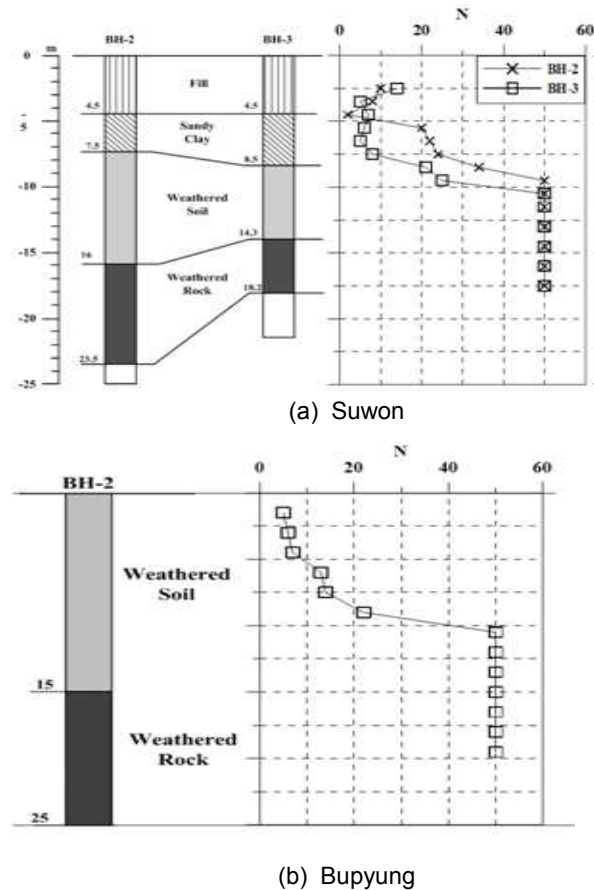 N
m
BH-2
BH-3
0
20
40
60
0
BH-2
BH-3
Fill
4.5
4.5
-
5
Sandy
Clay
7.5
8.5
-10
Weathered
Soil
14.3
-15
16
Weathered
Rock
18.2
-20
23.5
-25
(a) Suwon
N
BH-2
0
20
40
60
Weathered
Soil
15
Weathered
Rock
25
(b) Bupyung